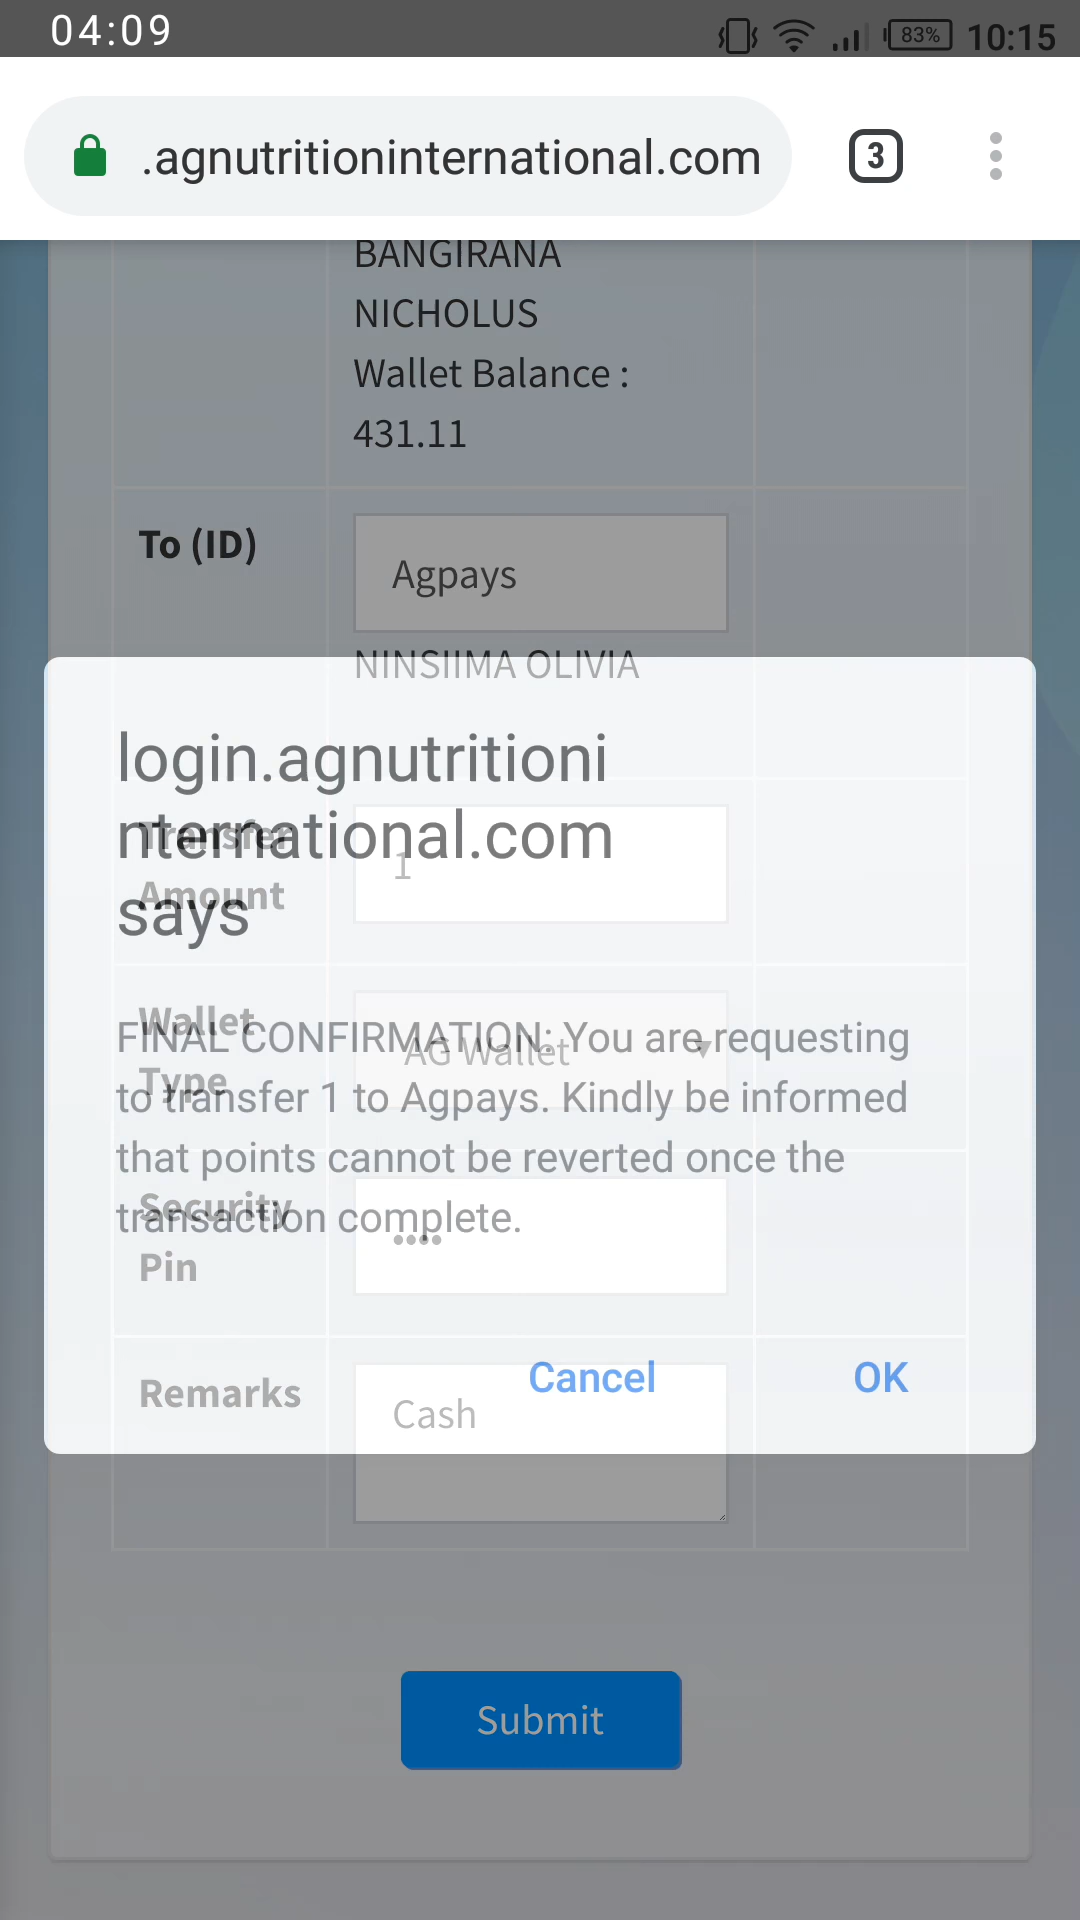 04:09
83%
10:15
.agnutritioninternational.com
3
BANGIRANA
NICHOLUS
Wallet Balance :
431.11
To (ID)
Agpays
NINSIIMA OLIVIA
login.agnutritioni
nternational.com
says
Transfer
Amount
1
FINAL CONFIRMATION: You are requesting
to transfer 1 to Agpays. Kindly be informed
that points cannot be reverted once the
transaction complete.
Wallet
Type
AG Wallet
Security
Pin
••••
Remarks
Cash
Cancel
OK
Submit